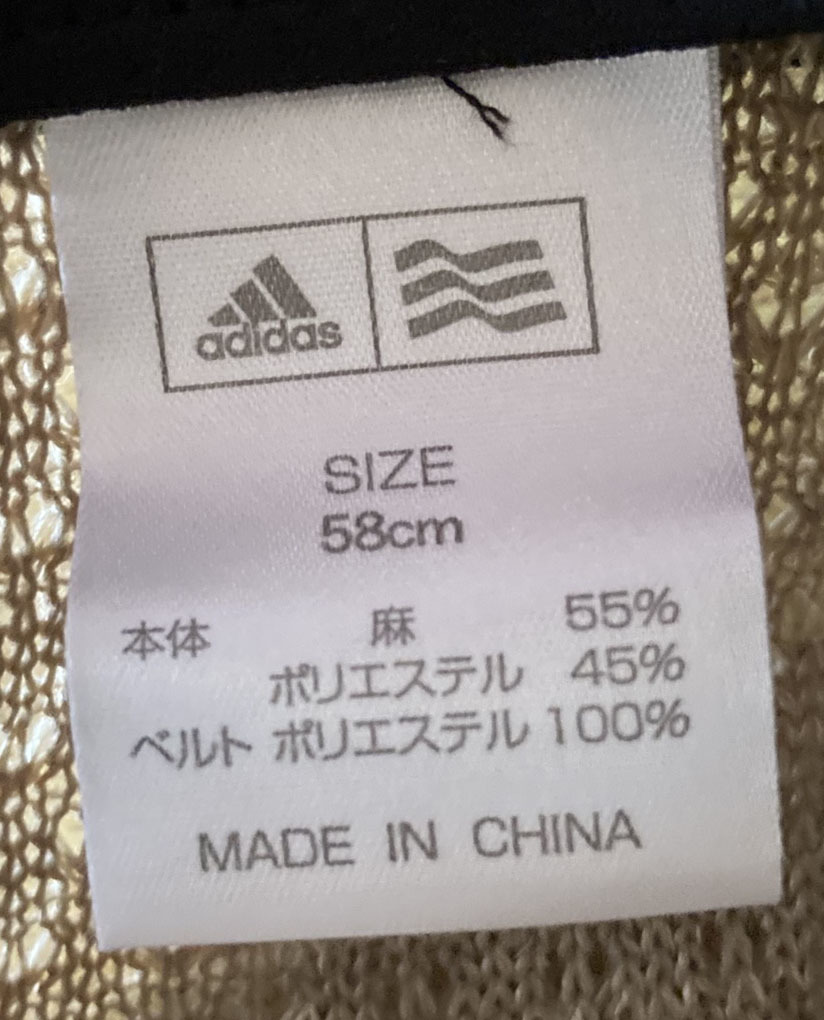 adidas
SIZE
58cm
本体 麻 55%
ポリエステル 45%
ベルト ポリエステル 100%
MADE IN CHINA